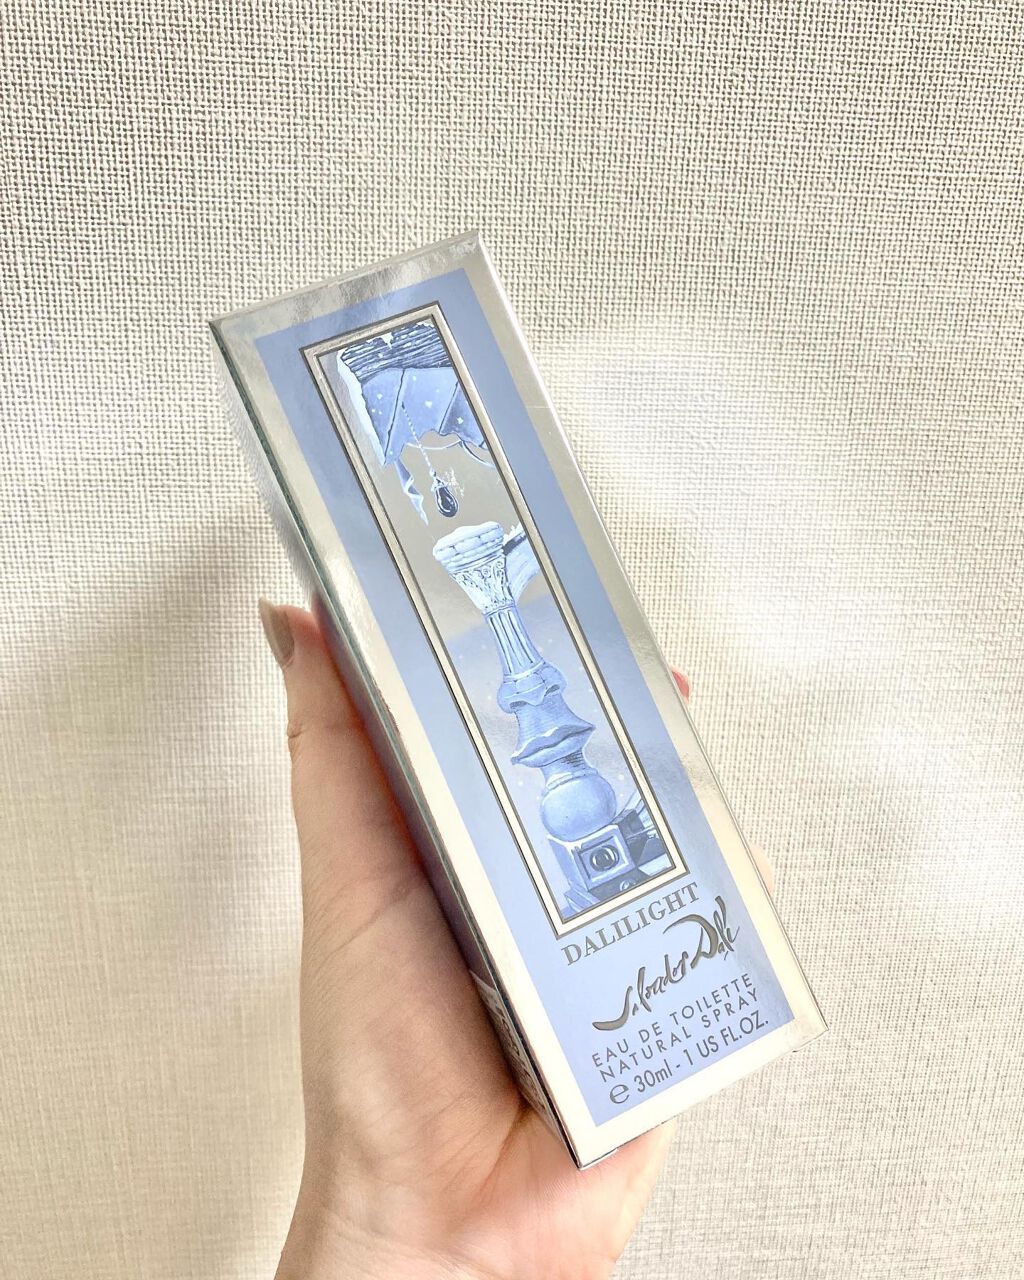 DALILIGHT
Salvador Dalí
EAU DE TOILETTE
NATURAL SPRAY
℮ 30ml - 1 US FL.OZ.